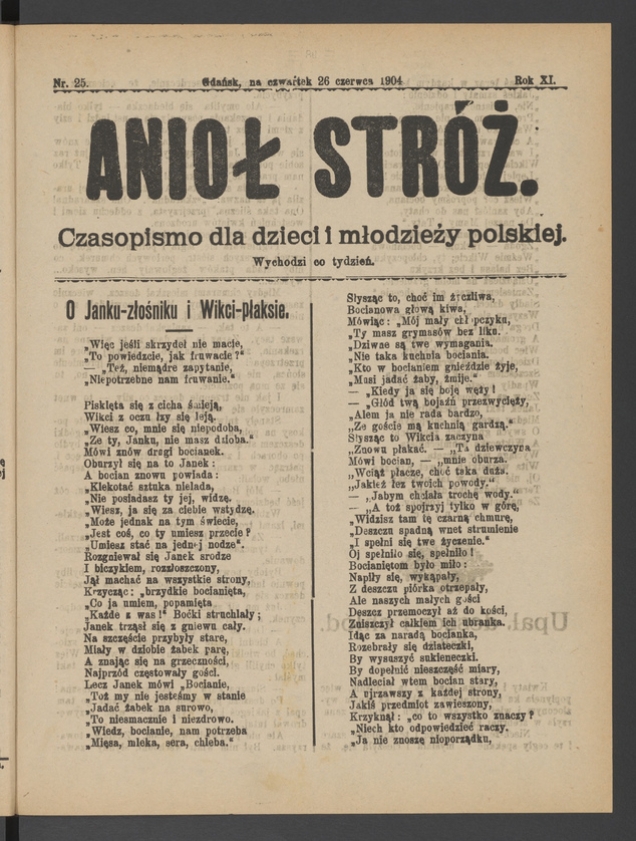 Nr. 25. Gdańsk, na czwartek 26 czerwca 1904 Rok XI.
ANIOŁ STRÓŻ.
Czasopismo dla dzieci i młodzieży polskiej.
Wychodzi co tydzień.
O Janku-złośniku i Wikci-płaksie.
„Więc jeśli skrzydeł nie macie,
„To powiedzcie, jak fruwacie?"
— „Też, niemądre zapytanie,
„Niepotrzebne nam fruwanie."
Pisklęta się z cicha śmieją,
Wikci z oczu łzy się leją.
„Wiesz co, mnie się niepodoba,
„Że ty, Janku, nie masz dzioba."
Mówi znów drugi bocianek.
Oburzył się na to Janek:
A bocian znowu powiada:
„Klekotać sztuka nielada,
„Nie posiadasz ty jej, widzę.
„Wiesz, ja się za ciebie wstydzę.
„Może jednak na tym świecie,
„Jest coś, co ty umiesz przecie?
„Umiesz stać na jednej nodze".
Rozgniewał się Janek srodze
I biczykiem, rozzłoszczony,
Jął machać na wszystkie strony,
Krzycząc: „brzydkie bocianięta,
„Co ja umiem, popamięta
„Każde z was!" Boćki struchlały;
Janek trząsł się z gniewu cały.
Na szczęście przybyły stare,
Miały w dziobie żabek parę,
A znając się na grzeczności,
Najprzód częstowały gości.
Lecz Janek mówi „Bocianie,
„Toż my nie jesteśmy w stanie
„Jadać żabek na surowo,
„To niesmacznie i niezdrowo.
„Wiedz, bocianie, nam potrzeba
„Mięsa, mleka, sera, chleba."
Słysząc to, choć im życzliwa,
Bocianowa głową kiwa,
Mówiąc: „Mój mały chłopczyku,
„Ty masz grymasów bez liku.
„Dziwne są twe wymagania.
„Nie taka kuchnia bociania.
„Kto w bocianiem gnieździe żyje,
„Musi jadać żaby, żmije."
— „Kiedy ja się boję węży!
— „Głód twą bojaźń przezwycięży,
„Alem ja nie rada bardzo,
„Że goście mą kuchnią gardzą."
Słysząc to Wikcia zaczyna
„Znowu płakać. — „Ta dziewczyna
Mówi bocian, — „mnie oburza.
„Wciąż płacze, choć taka duża.
„Jakież łez twoich powody."
— „Jabym chciała trochę wody."
— „A toż spojrzyj tylko w górę,
„Widzisz tam tę czarną chmurę,
„Deszczu spadną wnet strumienie
„I spełni się twe życzenie."
Oj spełniło się, spełniło!
Bocianiętom było miło:
Napiły się, wykąpały,
Z deszczu piórka otrzepały,
Ale naszych małych gości
Deszcz przemoczył aż do kości,
Zniszczył całkiem ich ubranka.
Idąc za naradą bocianka,
Rozebrały się dziateczki,
By wysuszyć sukieneczki.
By dopełnić nieszczęść miary,
Nadleciał wtem bocian stary,
A ujrzawszy z każdej strony,
Jakiś przedmiot zawieszony,
Krzyknął: „co to wszystko znaczy?
„Niech kto odpowiedzieć raczy.
„Ja nie znoszę nieporządku,